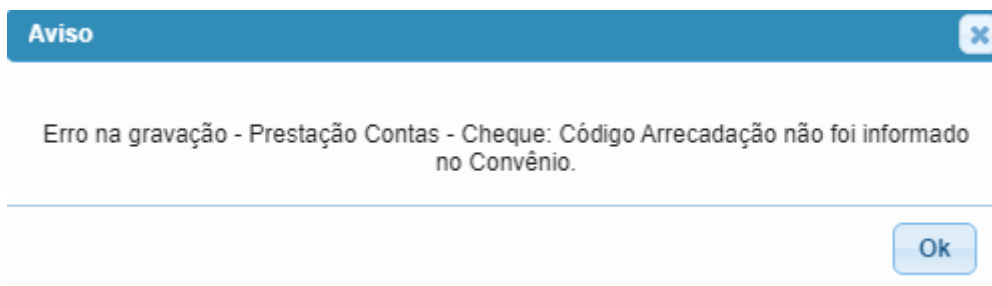 Aviso
Erro na gravação - Prestação Contas - Cheque: Código Arrecadação não foi informado
no Convênio.
Ok